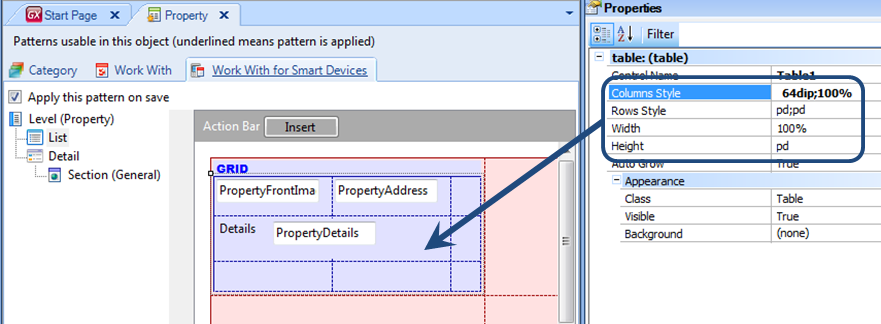 Start Page
Property
Patterns usable in this object (underlined means pattern is applied)
Category
Work With
Work With for Smart Devices
Apply this pattern on save
Level (Property)
List
Detail
Section (General)
Action Bar
Insert
GRID
PropertyFrontIma
PropertyAddress
Details
PropertyDetails
Properties
Filter
table: (table)
Control Name Table1
Columns Style 64dip;100%
Rows Style pd;pd
Width 100%
Height pd
Auto Grow True
Appearance
Class Table
Visible True
Background (none)